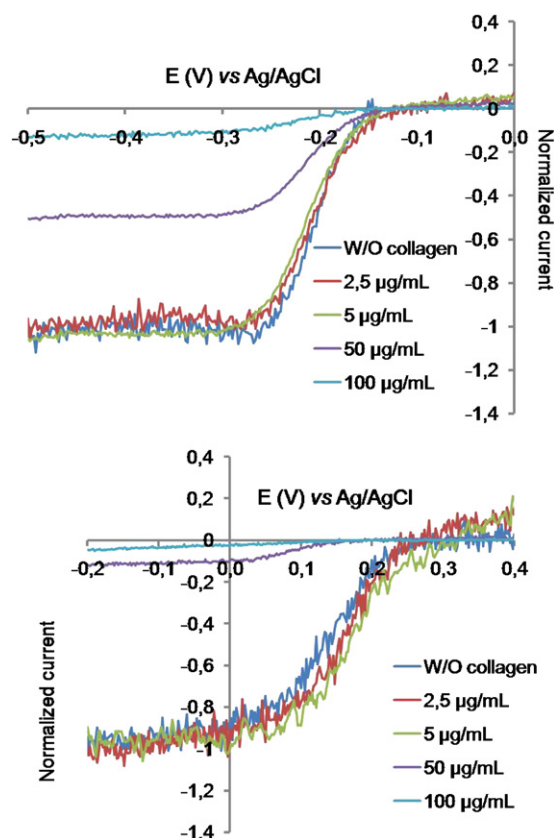 0,4
0,2
E (V) vs Ag/AgCl
0
-0,5
-0,4
-0,3
-0,2
-0,1
0,0
-0,2
-0,4
-0,6
-0,8
-1
-1,2
-1,4
Normalized current
W/O collagen
2,5 µg/mL
5 µg/mL
50 µg/mL
100 µg/mL
0,4
0,2
E (V) vs Ag/AgCl
0
-0,2
-0,1
0,0
0,1
0,2
0,3
0,4
-0,2
-0,4
-0,6
-0,8
-1
-1,2
-1,4
Normalized current
W/O collagen
2,5 µg/mL
5 µg/mL
50 µg/mL
100 µg/mL